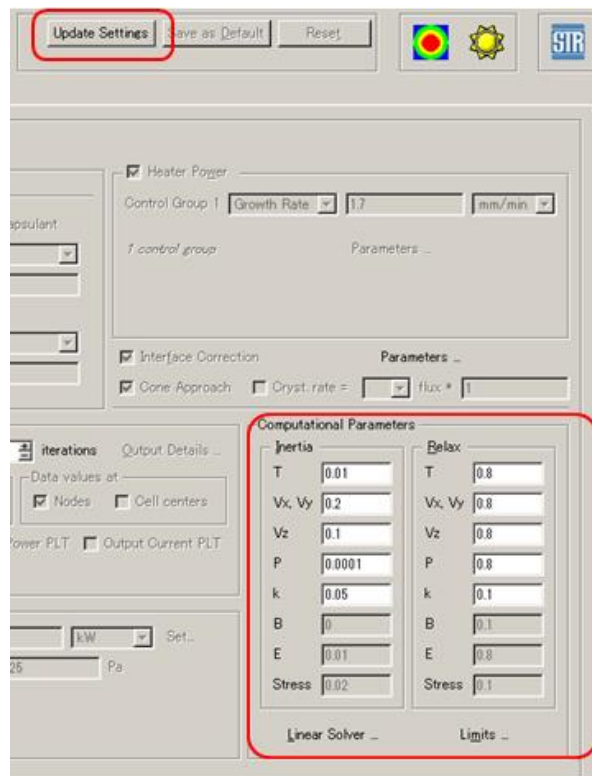 Update Settings
Save as Default
Reset
STR
Heater Power
Control Group 1
Growth Rate
1.7
mm/min
apsulant
1 control group
Parameters ...
Interface Correction
Parameters ...
Cone Approach
Cryst. rate =
flux *
1
iterations
Output Details ...
Data values at
Nodes
Cell centers
Power PLT
Output Current PLT
kW
Set...
25
Pa
Computational Parameters
Inertia
T 0.01
Vx, Vy 0.2
Vz 0.1
P 0.0001
k 0.05
B 0
E 0.01
Stress 0.02
Relax
T 0.8
Vx, Vy 0.8
Vz 0.8
P 0.8
k 0.1
B 0.1
E 0.8
Stress 0.1
Linear Solver ...
Limits ...